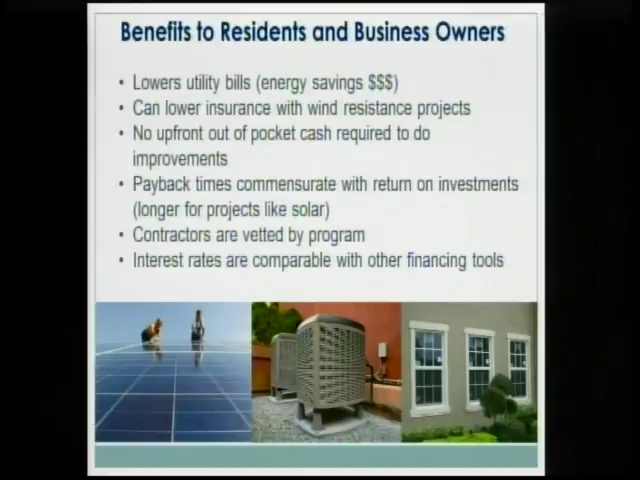 Benefits to Residents and Business Owners
• Lowers utility bills (energy savings $$$)
• Can lower insurance with wind resistance projects
• No upfront out of pocket cash required to do
improvements
• Payback times commensurate with return on investments
(longer for projects like solar)
• Contractors are vetted by program
• Interest rates are comparable with other financing tools